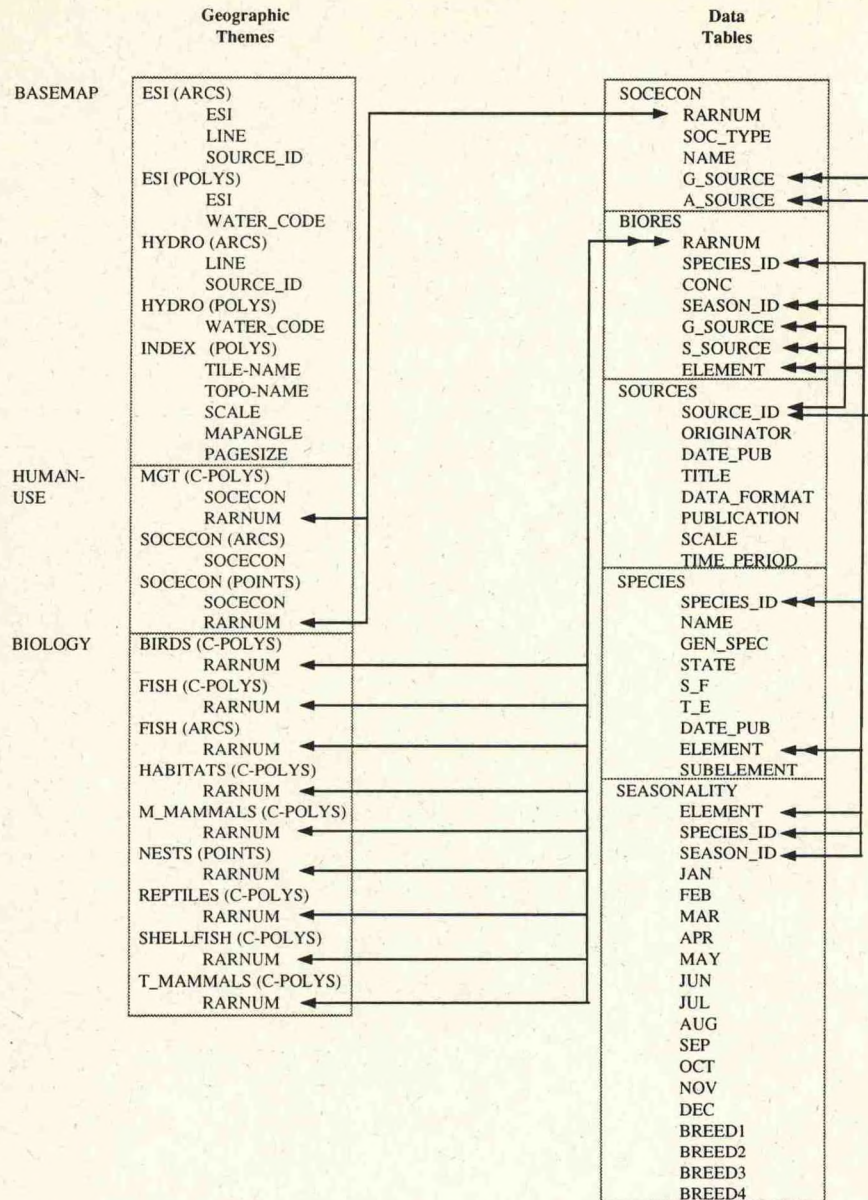 Geographic
Themes
BASEMAP
ESI (ARCS)
ESI
LINE
SOURCE_ID
ESI (POLYS)
ESI
WATER_CODE
HYDRO (ARCS)
LINE
SOURCE_ID
HYDRO (POLYS)
WATER_CODE
INDEX (POLYS)
TILE-NAME
TOPO-NAME
SCALE
MAPANGLE
PAGESIZE
HUMAN-
USE
MGT (C-POLYS)
SOCECON
RARNUM
SOCECON (ARCS)
SOCECON
SOCECON (POINTS)
SOCECON
RARNUM
BIOLOGY
BIRDS (C-POLYS)
RARNUM
FISH (C-POLYS)
RARNUM
FISH (ARCS)
RARNUM
HABITATS (C-POLYS)
RARNUM
M_MAMMALS (C-POLYS)
RARNUM
NESTS (POINTS)
RARNUM
REPTILES (C-POLYS)
RARNUM
SHELLFISH (C-POLYS)
RARNUM
T_MAMMALS (C-POLYS)
RARNUM
Data
Tables
SOCECON
RARNUM
SOC_TYPE
NAME
G_SOURCE
A_SOURCE
BIORES
RARNUM
SPECIES_ID
CONC
SEASON_ID
G_SOURCE
S_SOURCE
ELEMENT
SOURCES
SOURCE_ID
ORIGINATOR
DATE_PUB
TITLE
DATA_FORMAT
PUBLICATION
SCALE
TIME_PERIOD
SPECIES
SPECIES_ID
NAME
GEN_SPEC
STATE
S_F
T_E
DATE_PUB
ELEMENT
SUBELEMENT
SEASONALITY
ELEMENT
SPECIES_ID
SEASON_ID
JAN
FEB
MAR
APR
MAY
JUN
JUL
AUG
SEP
OCT
NOV
DEC
BREED1
BREED2
BREED3
BREED4